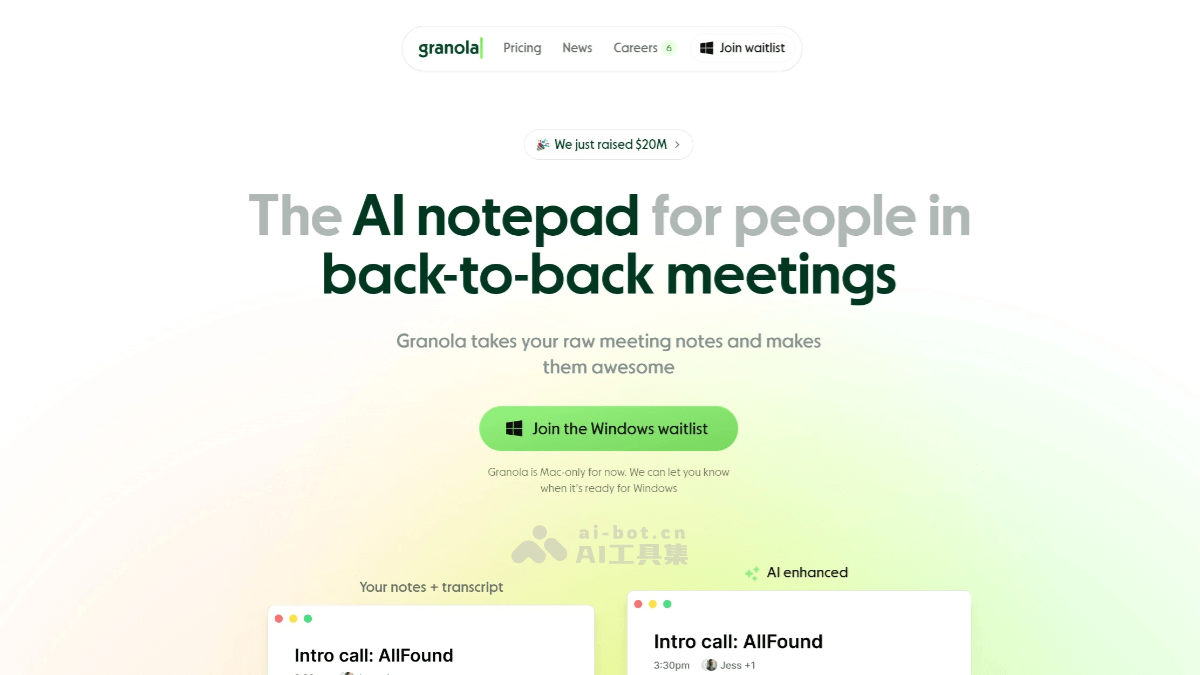 granola
Pricing
News
Careers 6
Join waitlist
We just raised $20M
The AI notepad for people in
back-to-back meetings
Granola takes your raw meeting notes and makes
them awesome
Join the Windows waitlist
Granola is Mac-only for now. We can let you know
when it's ready for Windows
ai-bot.cn
AI工具集
Your notes + transcript
AI enhanced
Intro call: AllFound
Intro call: AllFound
3:30pm Jess +1